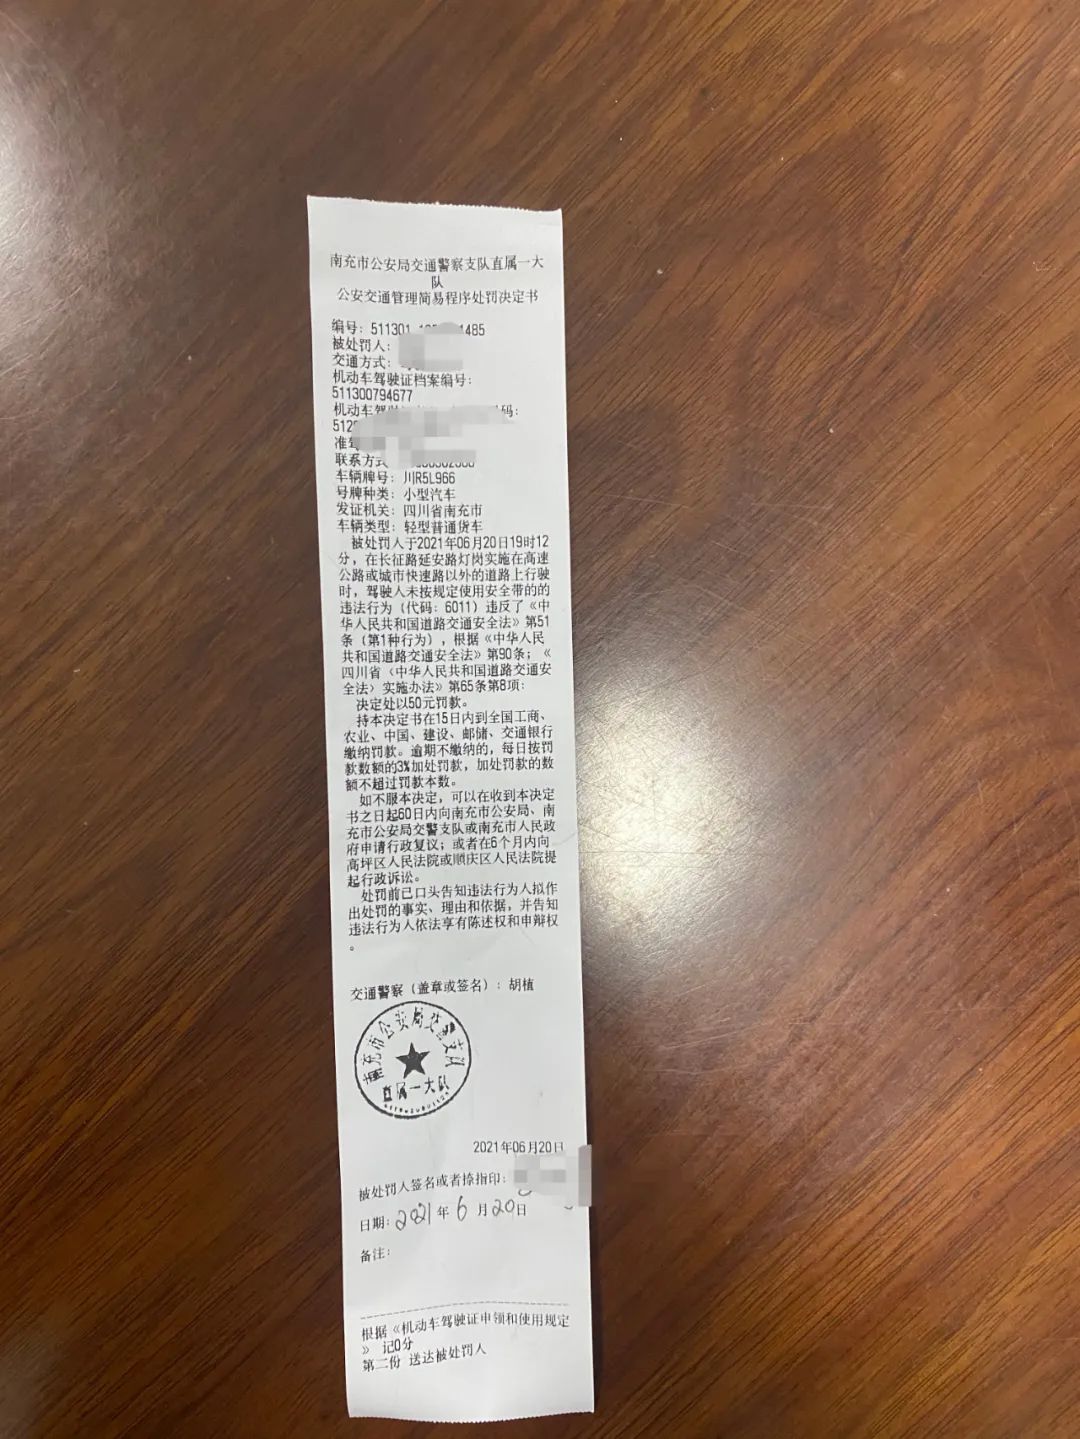 南充市公安局交通警察支队直属一大
队
公安交通管理简易程序处罚决定书
编号：511301 1485
被处罚人：
交通方式：
机动车驾驶证档案编号：
511300794677
机动车驾 码：
512
准驾
联系方式
车辆牌号：川R5L966
号牌种类：小型汽车
发证机关：四川省南充市
车辆类型：轻型普通货车
被处罚人于2021年06月20日19时12
分，在长征路延安路灯岗实施在高速
公路或城市快速路以外的道路上行驶
时，驾驶人未按规定使用安全带的的
违法行为（代码：6011）违反了《中
华人民共和国道路交通安全法》第51
条（第1种行为），根据《中华人民
共和国道路交通安全法》第90条；《
四川省〈中华人民共和国道路交通安
全法〉实施办法》第65条第8项：
决定处以50元罚款。
持本决定书在15日内到全国工商、
农业、中国、建设、邮储、交通银行
缴纳罚款。逾期不缴纳的，每日按罚
款数额的3%加处罚款，加处罚款的数
额不超过罚款本数。
如不服本决定，可以在收到本决定
书之日起60日内向南充市公安局、南
充市公安局交警支队或南充市人民政
府申请行政复议；或者在6个月内向
高坪区人民法院或顺庆区人民法院提
起行政诉讼。
处罚前已口头告知违法行为人拟作
出处罚的事实、理由和依据，并告知
违法行为人依法享有陈述权和申辩权
。
交通警察（盖章或签名）：胡植
南充市公安局交警支队
直属一大队
2021年06月20日
被处罚人签名或者捺指印：
日期：2021年6月20日
备注：
根据《机动车驾驶证申领和使用规定
》 记0分
第二份 送达被处罚人